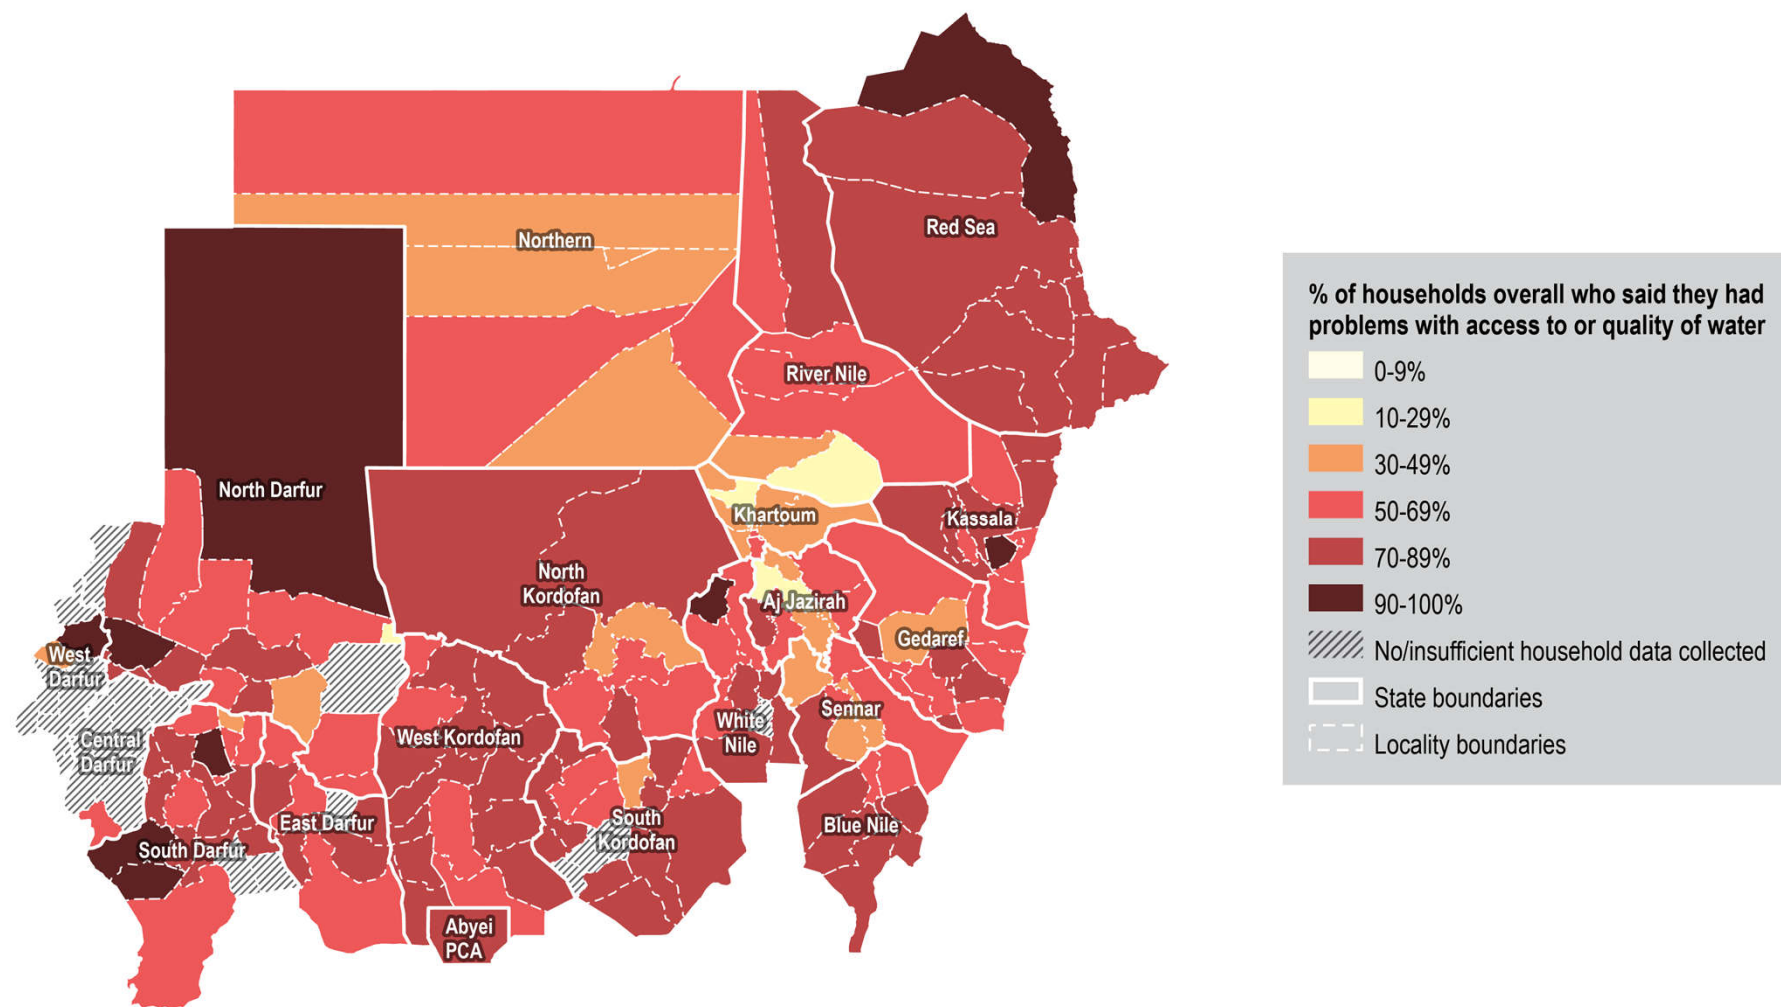 Northern
Red Sea
River Nile
North Darfur
Khartoum
Kassala
North
Kordofan
Aj Jazirah
Gedaref
West
Darfur
Central
Darfur
West Kordofan
White
Nile
Sennar
East Darfur
South
Kordofan
Blue Nile
South Darfur
Abyei
PCA
% of households overall who said they had
problems with access to or quality of water
0-9%
10-29%
30-49%
50-69%
70-89%
90-100%
No/insufficient household data collected
State boundaries
Locality boundaries